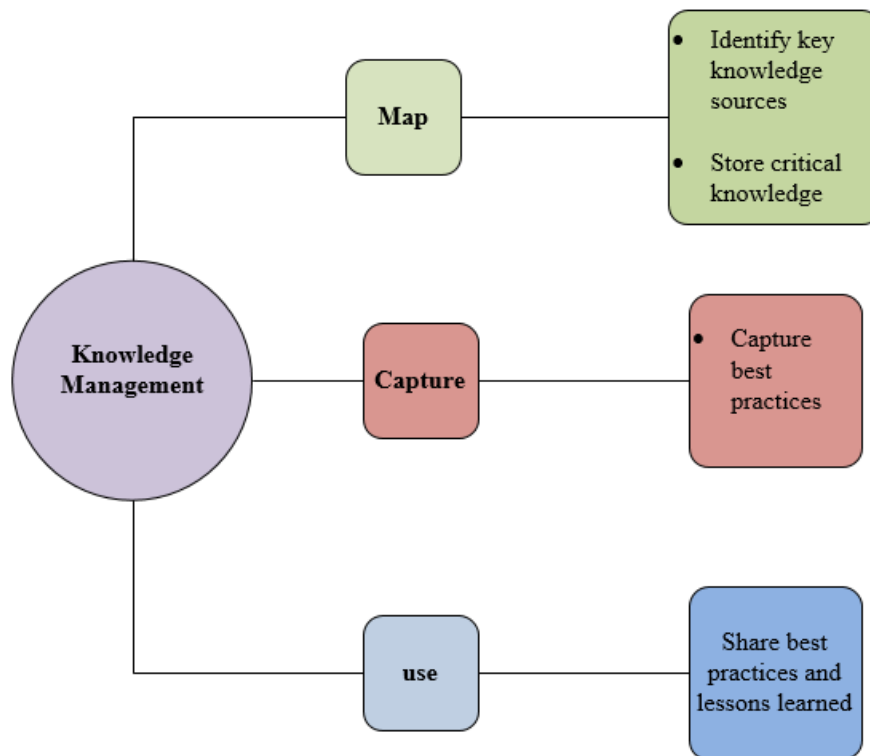 Map
• Identify key
knowledge
sources
• Store critical
knowledge
Knowledge
Management
Capture
• Capture
best
practices
use
Share best
practices and
lessons learned